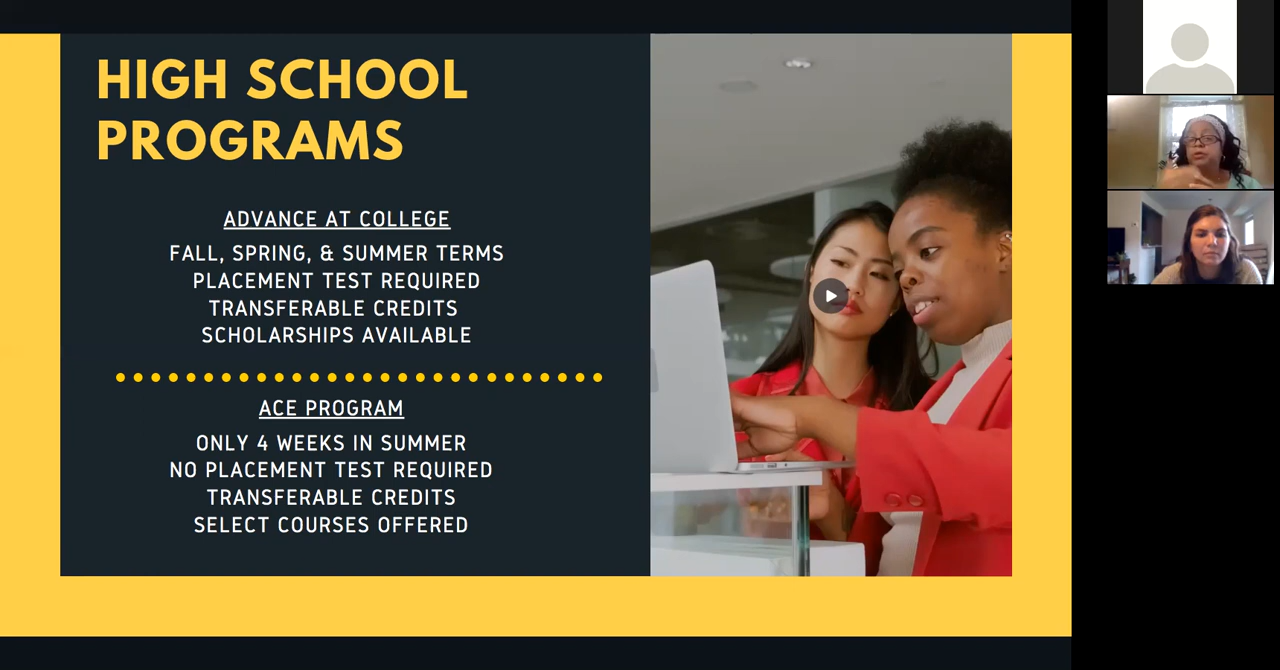 HIGH SCHOOL
PROGRAMS
ADVANCE AT COLLEGE
FALL, SPRING, & SUMMER TERMS
PLACEMENT TEST REQUIRED
TRANSFERABLE CREDITS
SCHOLARSHIPS AVAILABLE
ACE PROGRAM
ONLY 4 WEEKS IN SUMMER
NO PLACEMENT TEST REQUIRED
TRANSFERABLE CREDITS
SELECT COURSES OFFERED